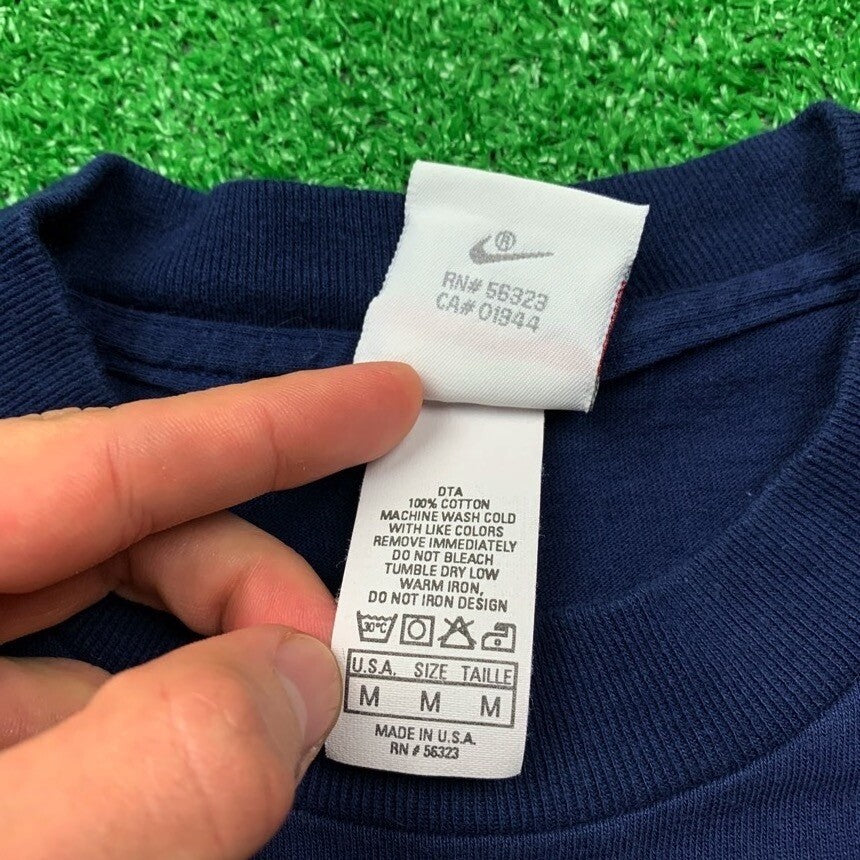 ®
RN# 56323
CA# 01944
DTA
100% COTTON
MACHINE WASH COLD
WITH LIKE COLORS
REMOVE IMMEDIATELY
DO NOT BLEACH
TUMBLE DRY LOW
WARM IRON,
DO NOT IRON DESIGN
30°C
U.S.A. SIZE TAILLE
M M M
MADE IN U.S.A.
RN # 56323